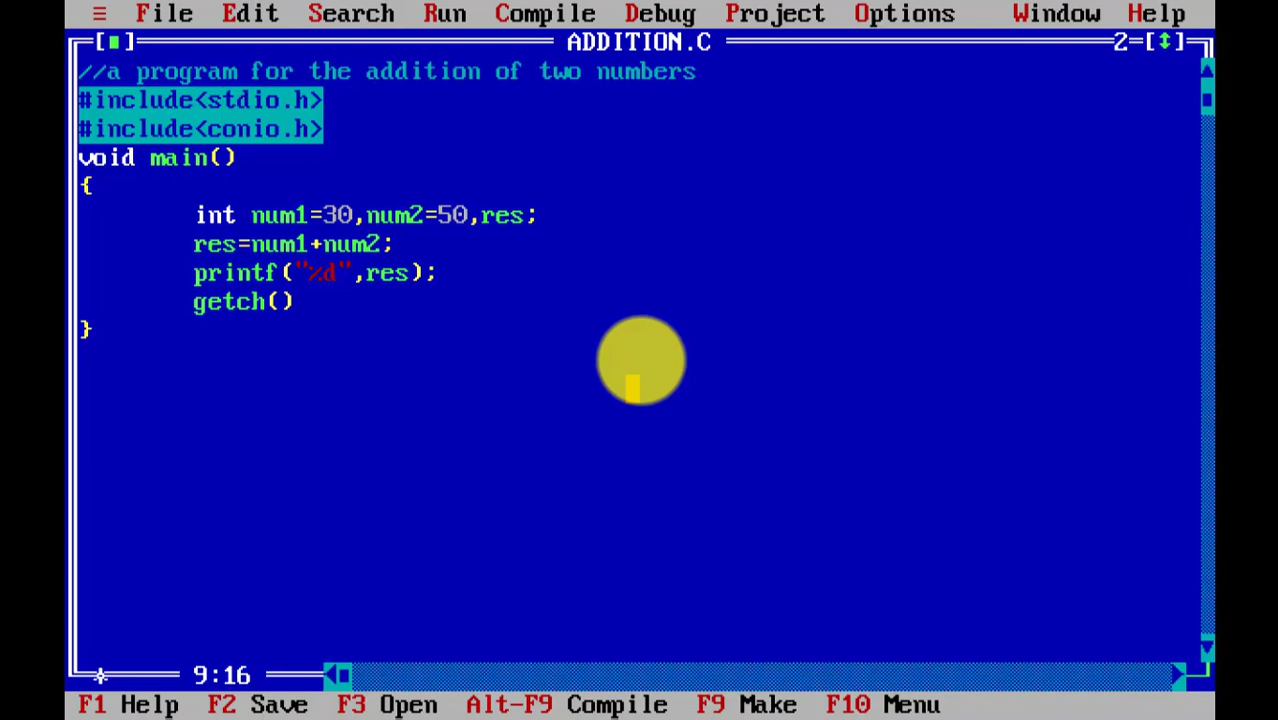 ≡ File Edit Search Run Compile Debug Project Options Window Help
[■] ADDITION.C 2=[↕]
//a program for the addition of two numbers
#include<stdio.h>
#include<conio.h>
void main()
{
int num1=30,num2=50,res;
res=num1+num2;
printf("%d",res);
getch()
}
9:16
F1 Help F2 Save F3 Open Alt-F9 Compile F9 Make F10 Menu